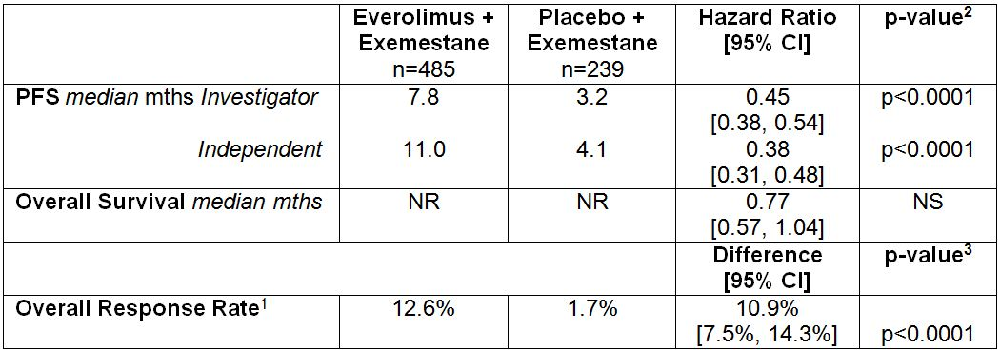 Everolimus + Exemestane n=485 Placebo + Exemestane n=239 Hazard Ratio [95% CI] p-value2
PFS median mths Investigator 7.8 3.2 0.45 [0.38, 0.54] p<0.0001
Independent 11.0 4.1 0.38 [0.31, 0.48] p<0.0001
Overall Survival median mths NR NR 0.77 [0.57, 1.04] NS
Difference [95% CI] p-value3
Overall Response Rate1 12.6% 1.7% 10.9% [7.5%, 14.3%] p<0.0001